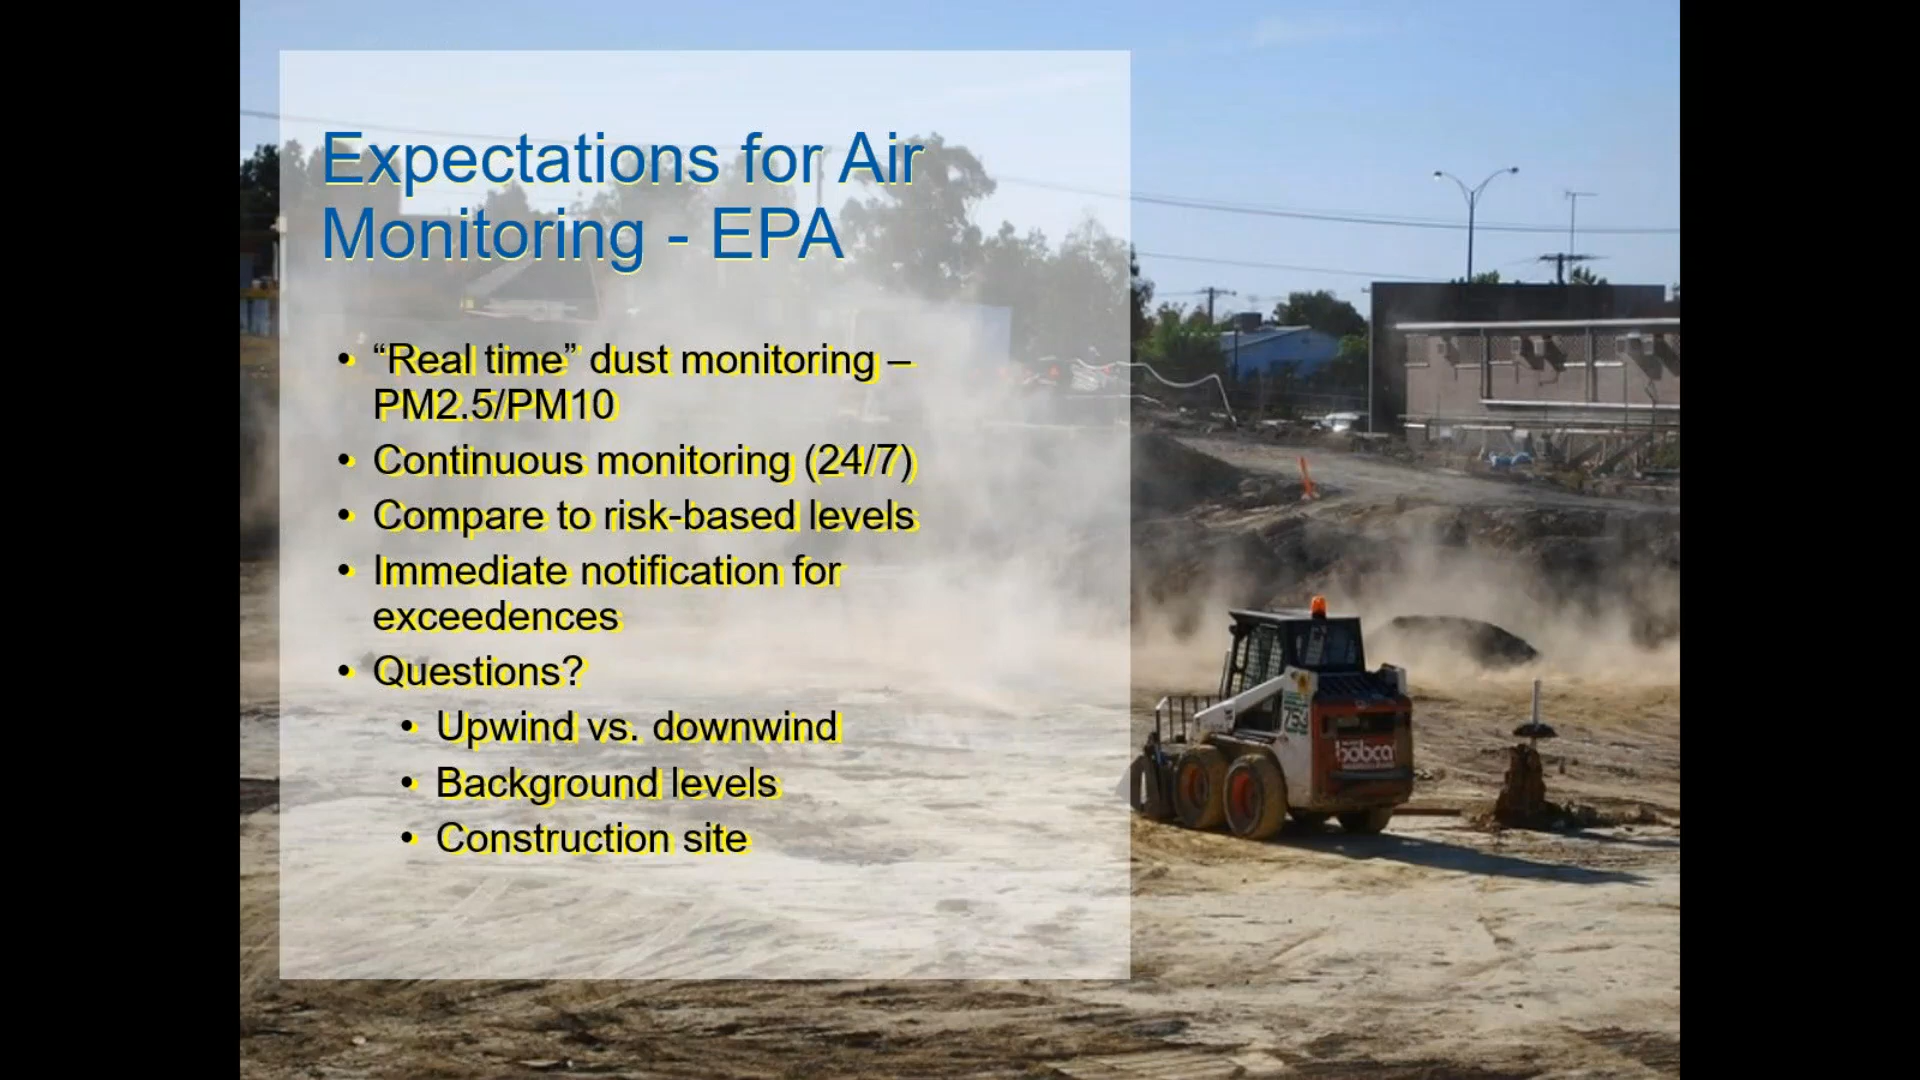 Expectations for Air
Monitoring - EPA
• “Real time” dust monitoring –
PM2.5/PM10
• Continuous monitoring (24/7)
• Compare to risk-based levels
• Immediate notification for
exceedences
• Questions?
• Upwind vs. downwind
• Background levels
• Construction site
bobcat